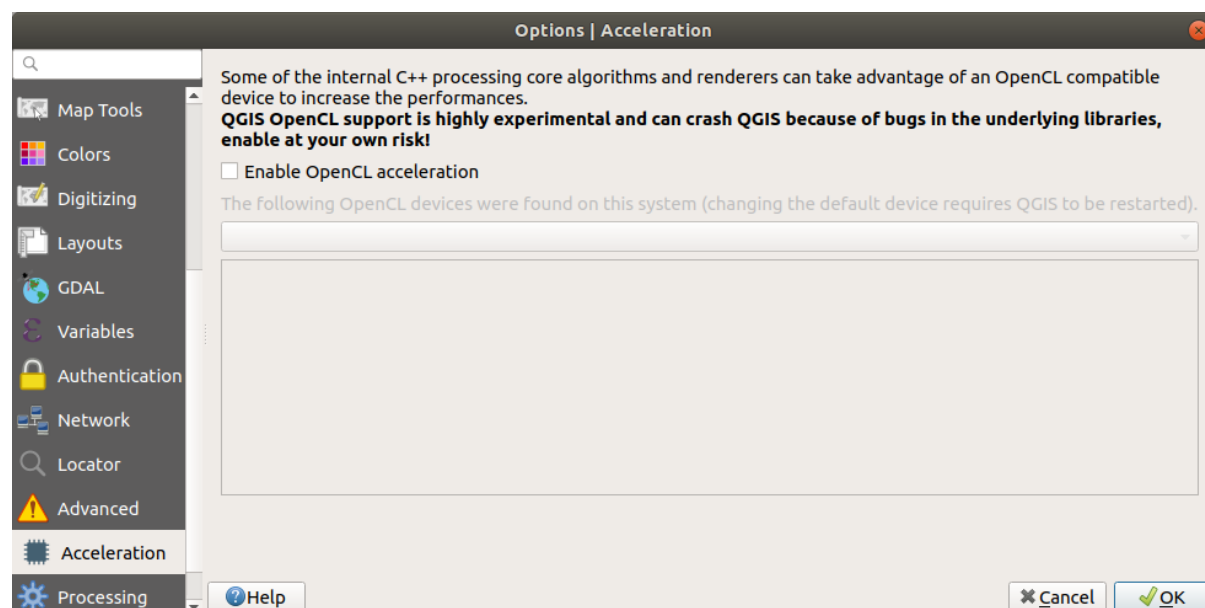 Options | Acceleration
Map Tools
Colors
Digitizing
Layouts
GDAL
Variables
Authentication
Network
Locator
Advanced
Acceleration
Processing
Some of the internal C++ processing core algorithms and renderers can take advantage of an OpenCL compatible
device to increase the performances.
QGIS OpenCL support is highly experimental and can crash QGIS because of bugs in the underlying libraries,
enable at your own risk!
Enable OpenCL acceleration
The following OpenCL devices were found on this system (changing the default device requires QGIS to be restarted).
Help
Cancel
OK